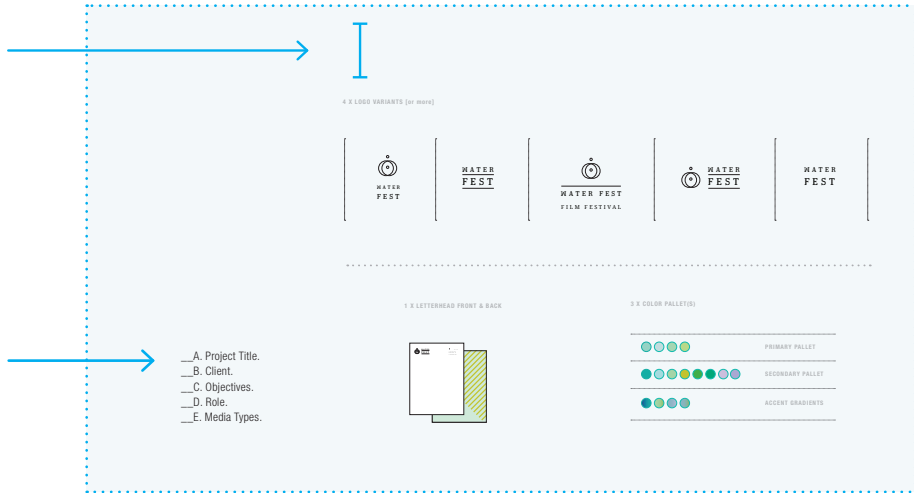 4 X LOGO VARIANTS (or more)
WATER
FEST
WATER
FEST
WATER FEST
FILM FESTIVAL
WATER
FEST
WATER
FEST
1 X LETTERHEAD FRONT & BACK
3 X COLOR PALLET(S)
PRIMARY PALLET
SECONDARY PALLET
ACCENT GRADIENTS
__A. Project Title.
__B. Client.
__C. Objectives.
__D. Role.
__E. Media Types.